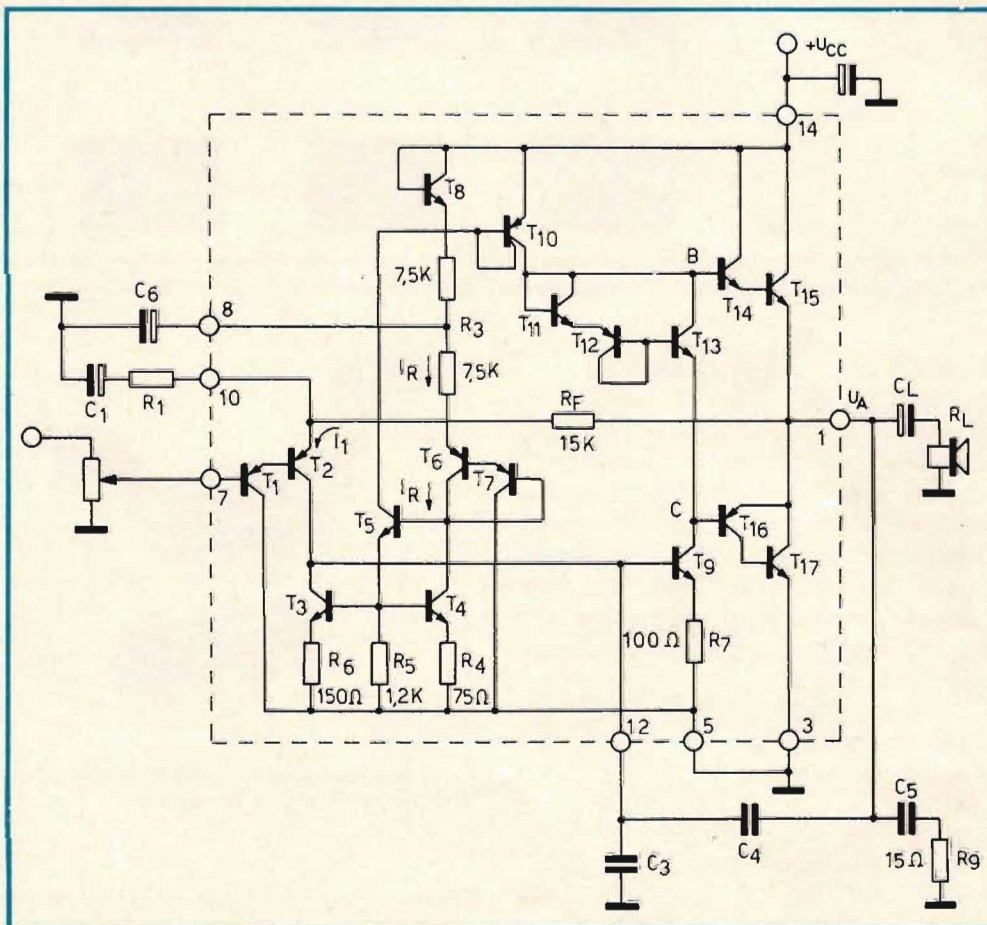 +UCC
14
T8
T10
7,5K
B
C6
8
R3
T11
T12
T13
T14
T15
IR
7,5K
C1
R1
10
RF
15K
UA
1
CL
RL
I1
T6
T7
7
T1
T2
IR
T5
C
T16
T9
T17
T3
T4
100Ω
R7
R6
R5
R4
150Ω
1,2K
75Ω
12
5
3
C5
C3
C4
15Ω
R9